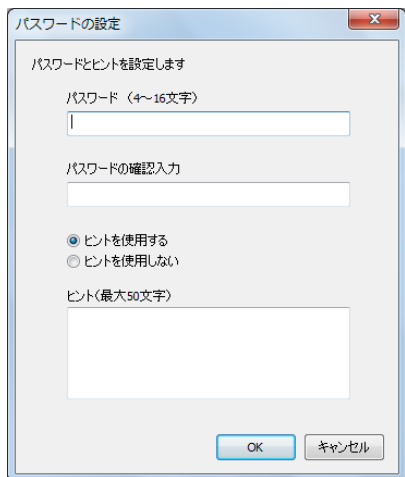 パスワードの設定
パスワードとヒントを設定します
パスワード（4～16文字）
パスワードの確認入力
ヒントを使用する
ヒントを使用しない
ヒント(最大50文字)
OK キャンセル